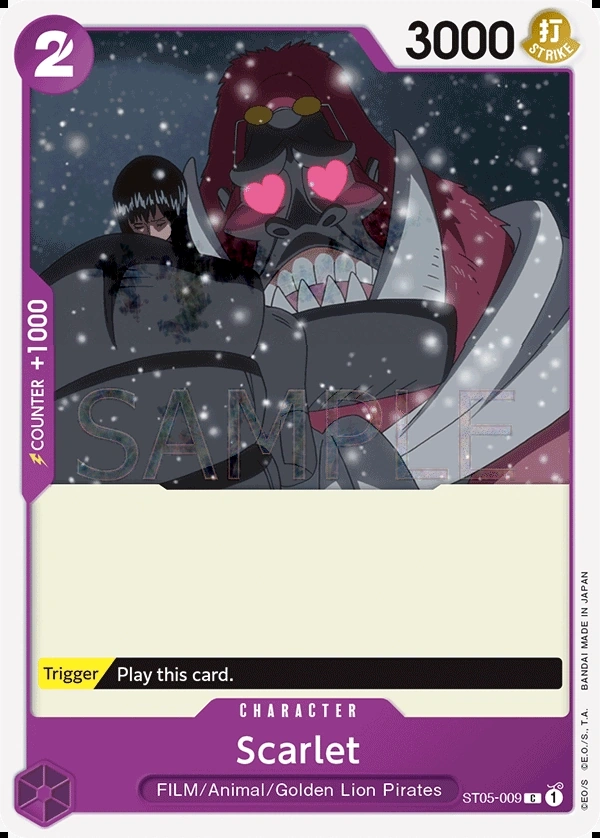 2
3000
打
STRIKE
COUNTER +1000
SAMPLE
Trigger Play this card.
CHARACTER
Scarlet
FILM/Animal/Golden Lion Pirates
ST05-009 C 1
©EO/S ©E.O./S., T.A. BANDAI MADE IN JAPAN